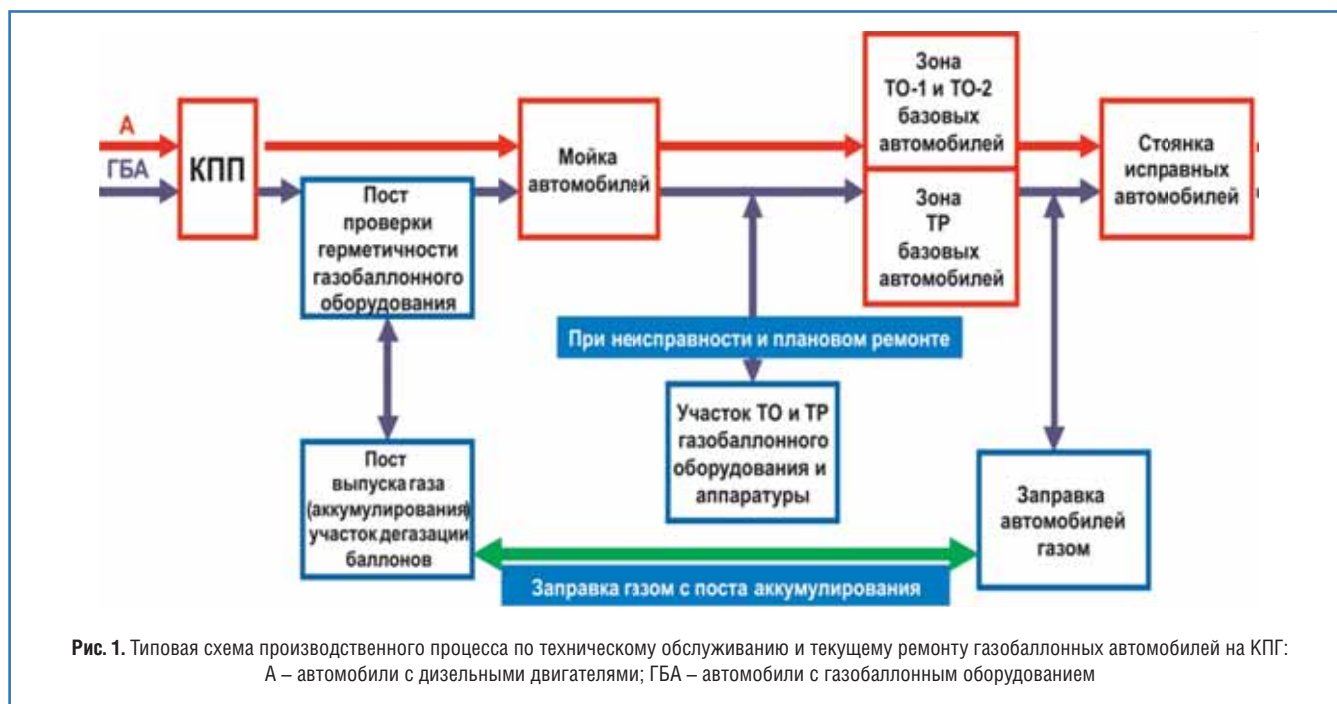 А
ГБА
КПП
Пост
проверки
герметичности
газобаллонного
оборудования
Мойка
автомобилей
Зона
ТО-1 и ТО-2
базовых
автомобилей
Зона
ТР
базовых
автомобилей
Стоянка
исправных
автомобилей
При неисправности и плановом ремонте
Пост
выпуска газа
(аккумулирования)
участок дегазации
баллонов
Участок ТО и ТР
газобаллонного
оборудования и
аппаратуры
Заправка
автомобилей
газом
Заправка газом с поста аккумулирования
Рис. 1. Типовая схема производственного процесса по техническому обслуживанию и текущему ремонту газобаллонных автомобилей на КПГ:
А – автомобили с дизельными двигателями; ГБА – автомобили с газобаллонным оборудованием